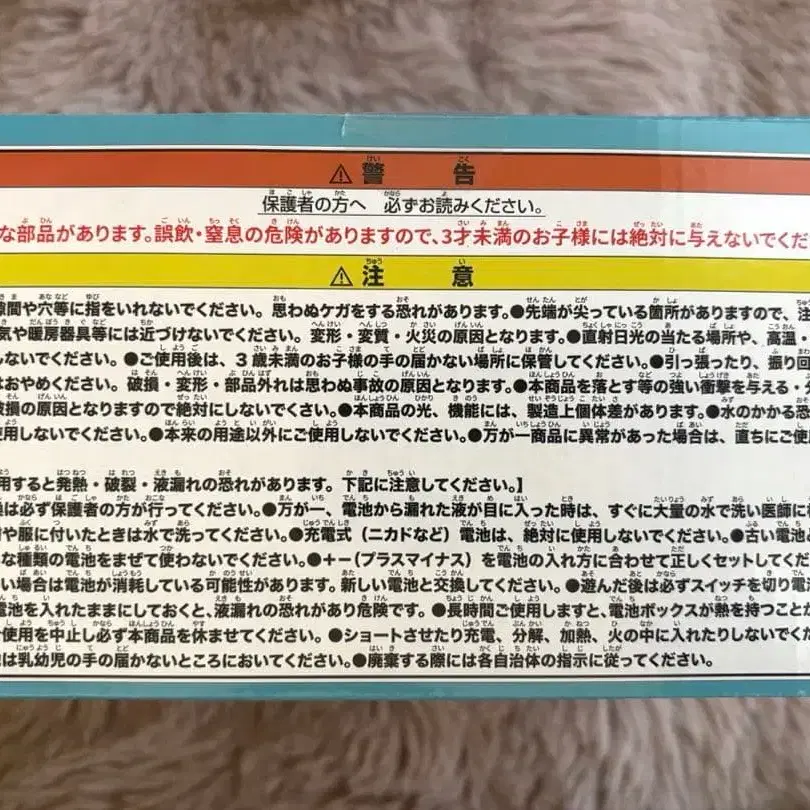 ⚠警告
保護者の方へ 必ずお読みください。
な部品があります。誤飲・窒息の危険がありますので、3才未満のお子様には絶対に与えないでくだ
⚠注意
間や穴等に指をいれないでください。思わぬケガをする恐れがあります。●先端が尖っている箇所がありますので、注
気や暖房器具等には近づけないでください。変形・変質・火災の原因となります。●直射日光の当たる場所や、高温・
ないでください。●ご使用後は、3歳未満のお子様の手の届かない場所に保管してください。●引っ張ったり、振り回
はおやめください。破損・変形・部品外れは思わぬ事故の原因となります。●本商品を落とす等の強い衝撃を与える・分
破損の原因となりますので絶対にしないでください。●本商品の光、機能には、製造上個体差があります。●水のかかる恐
使用しないでください。●本来の用途以外にご使用しないでください。●万が一商品に異常があった場合は、直ちにご使
用すると発熱・破裂・液漏れの恐れがあります。下記に注意してください。】
は必ず保護者の方が行ってください。●万が一、電池から漏れた液が目に入った時は、すぐに大量の水で洗い医師に相
や服に付いたときは水で洗ってください。●充電式(ニカドなど)電池は、絶対に使用しないでください。●古い電池と
な種類の電池をまぜて使わないでください。●+-(プラスマイナス)を電池の入れ方に合わせて正しくセットしてくだ
い場合は電池が消耗している可能性があります。新しい電池と交換してください。●遊んだ後は必ずスイッチを切り電
電池を入れたままにしておくと、液漏れの恐れがあり危険です。●長時間ご使用しますと、電池ボックスが熱を持つことが
使用を中止し必ず本商品を休ませてください。●ショートさせたり充電、分解、加熱、火の中に入れたりしないでくだ
は乳幼児の手の届かないところにおいてください。●廃棄する際には各自治体の指示に従ってください。